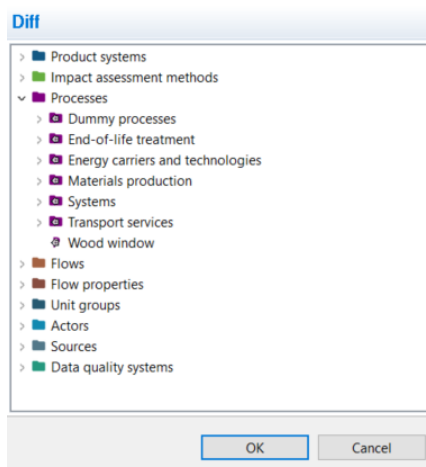 Diff
Product systems
Impact assessment methods
Processes
Dummy processes
End-of-life treatment
Energy carriers and technologies
Materials production
Systems
Transport services
Wood window
Flows
Flow properties
Unit groups
Actors
Sources
Data quality systems
OK Cancel